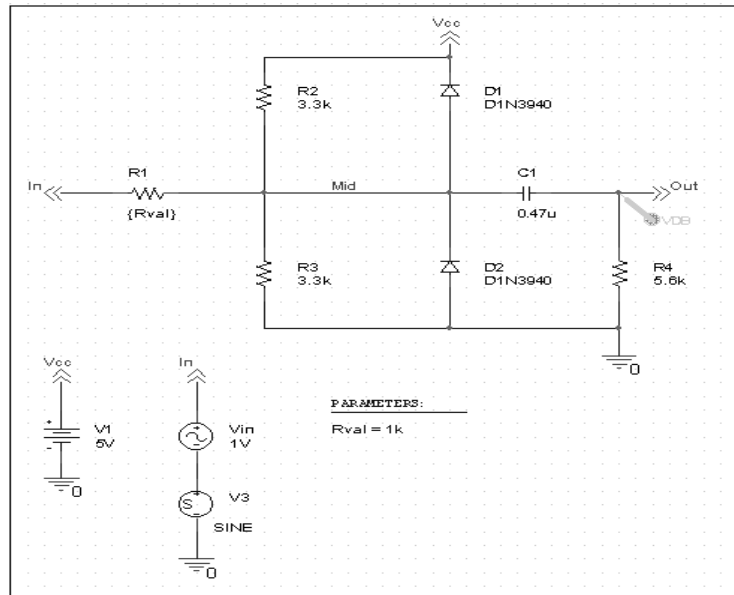 Vcc
R2
3.3k
D1
D1N3940
R1
In
{Rval}
Mid
C1
0.47u
Out
VDB
R3
3.3k
D2
D1N3940
R4
5.6k
0
Vcc
+
V1
5V
-
0
In
+
Vin
1V
-
S
+
V3
-
SINE
0
PARAMETERS:
Rval = 1k